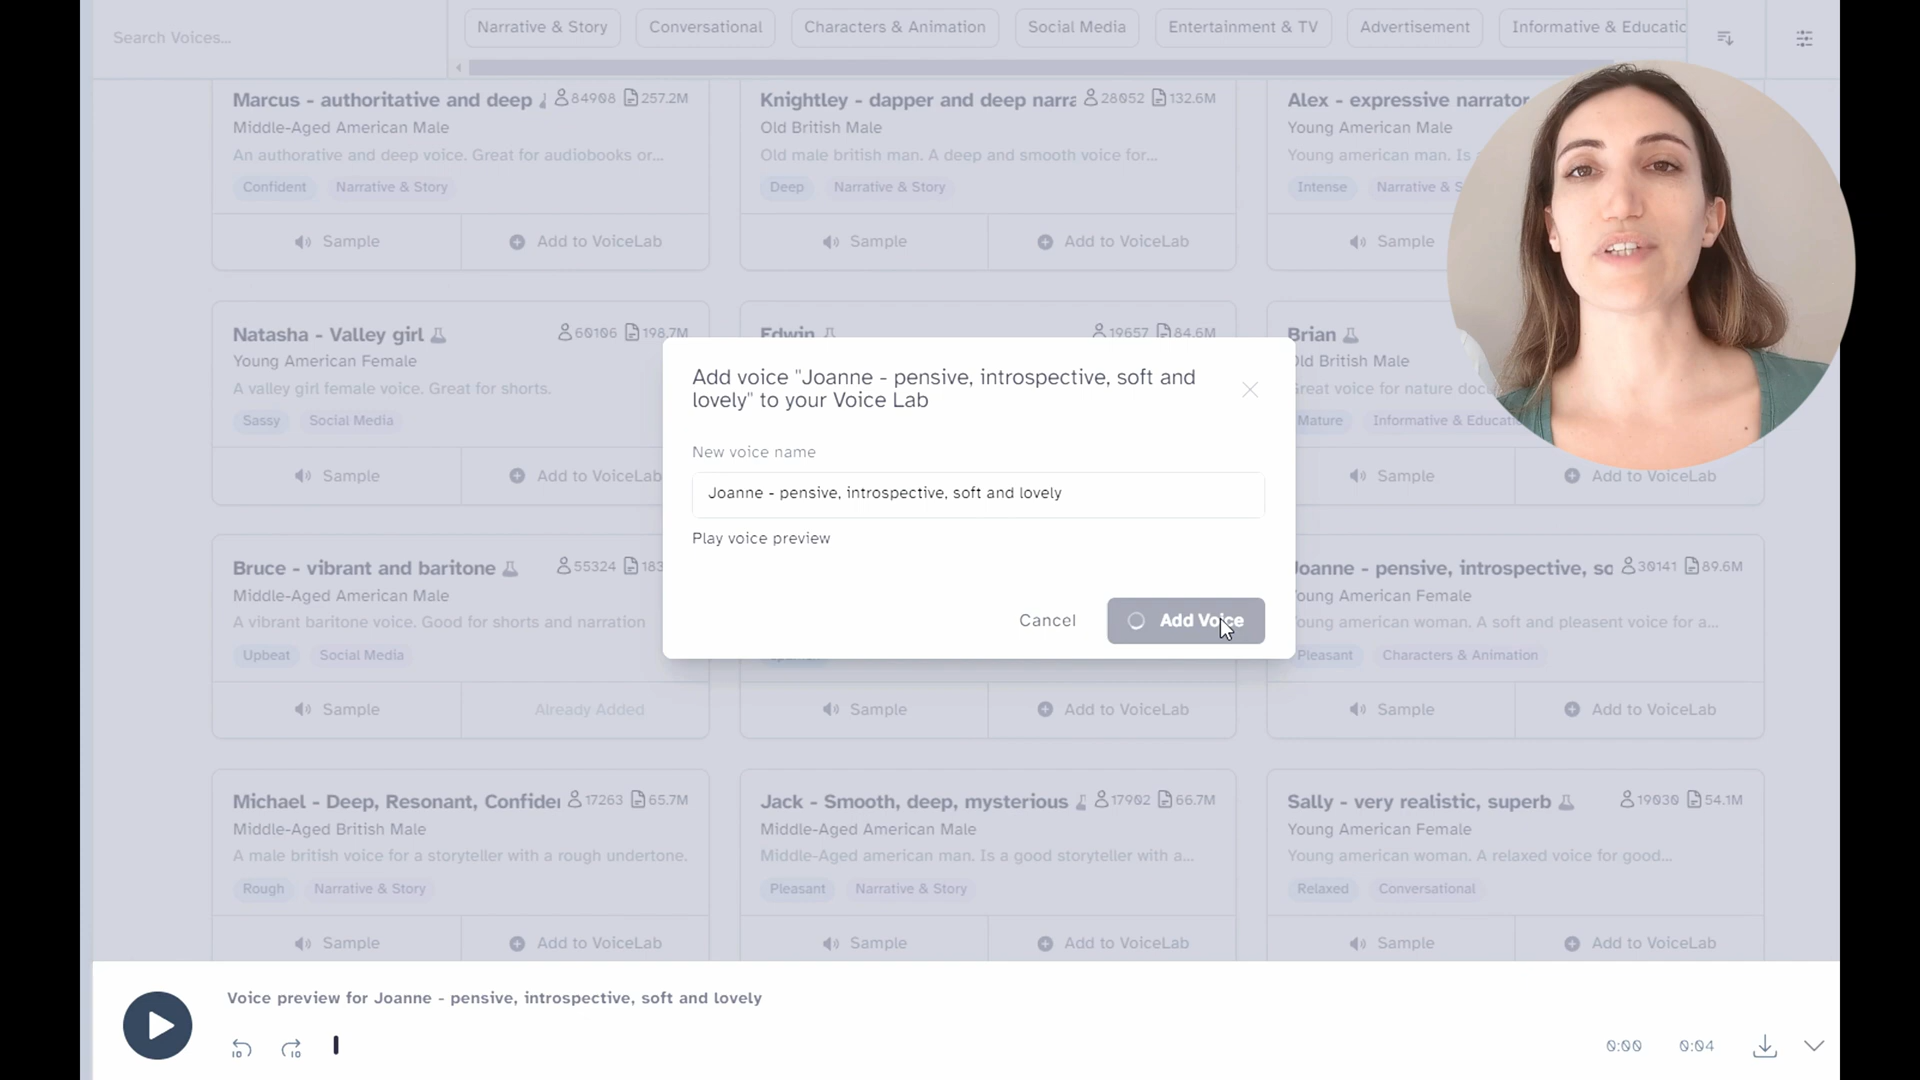 Search Voices...
Narrative & Story
Conversational
Characters & Animation
Social Media
Entertainment & TV
Advertisement
Informative & Educatio
Marcus - authoritative and deep
84908
257.2M
Middle-Aged American Male
An authorative and deep voice. Great for audiobooks or...
Confident
Narrative & Story
Sample
Add to VoiceLab
Knightley - dapper and deep narra
28052
132.6M
Old British Male
Old male british man. A deep and smooth voice for...
Deep
Narrative & Story
Sample
Add to VoiceLab
Alex - expressive narrator
Young American Male
Young american man. Is
Intense
Narrative & S
Sample
Natasha - Valley girl
60106
198.7M
Young American Female
A valley girl female voice. Great for shorts.
Sassy
Social Media
Sample
Add to VoiceLab
Edwin
19657
84.6M
Brian
Old British Male
Great voice for nature doc
Mature
Informative & Educati
Sample
Add to VoiceLab
Add voice "Joanne - pensive, introspective, soft and
lovely" to your Voice Lab
New voice name
Joanne - pensive, introspective, soft and lovely
Play voice preview
Cancel
Add Voice
Bruce - vibrant and baritone
55324
183
Middle-Aged American Male
A vibrant baritone voice. Good for shorts and narration
Upbeat
Social Media
Sample
Already Added
Sample
Add to VoiceLab
Joanne - pensive, introspective, so
30141
89.6M
Young American Female
Young american woman. A soft and pleasent voice for a...
Pleasant
Characters & Animation
Sample
Add to VoiceLab
Michael - Deep, Resonant, Confider
17263
65.7M
Middle-Aged British Male
A male british voice for a storyteller with a rough undertone.
Rough
Narrative & Story
Sample
Add to VoiceLab
Jack - Smooth, deep, mysterious
17902
66.7M
Middle-Aged American Male
Middle-Aged american man. Is a good storyteller with a...
Pleasant
Narrative & Story
Sample
Add to VoiceLab
Sally - very realistic, superb
19030
54.1M
Young American Female
Young american woman. A relaxed voice for good...
Relaxed
Conversational
Sample
Add to VoiceLab
Voice preview for Joanne - pensive, introspective, soft and lovely
10
10
0:00
0:04